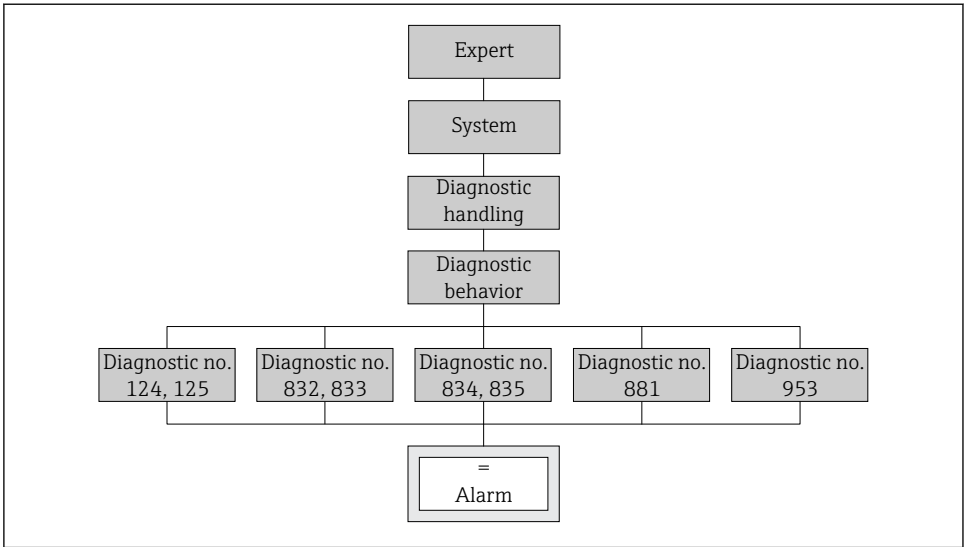 Expert
System
Diagnostic
handling
Diagnostic
behavior
Diagnostic no.
124, 125
Diagnostic no.
832, 833
Diagnostic no.
834, 835
Diagnostic no.
881
Diagnostic no.
953
=
Alarm